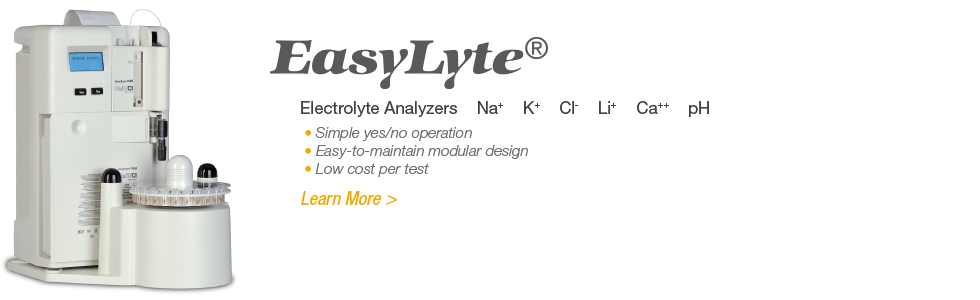 EasyLyte®
Electrolyte Analyzers Na⁺ K⁺ Cl⁻ Li⁺ Ca⁺⁺ pH
• Simple yes/no operation
• Easy-to-maintain modular design
• Low cost per test
Learn More >